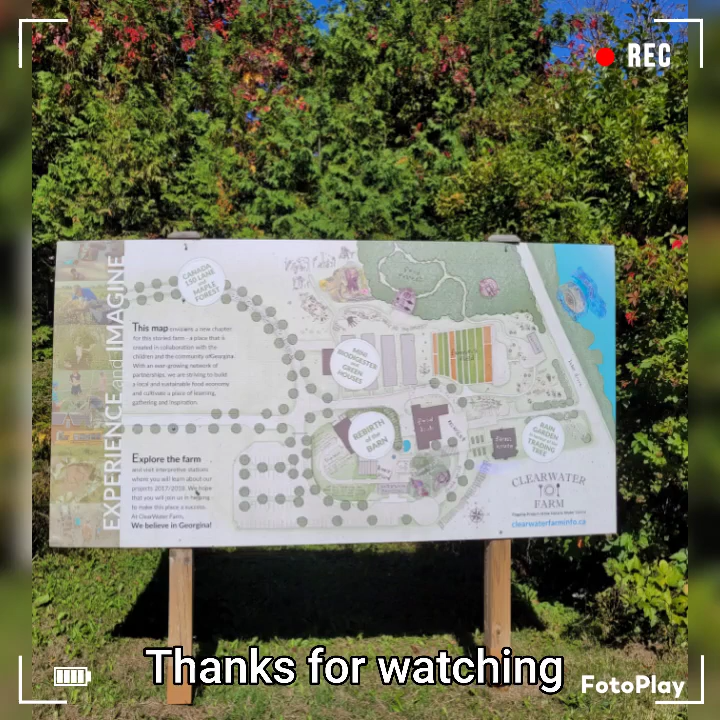 REC
EXPERIENCE and IMAGINE
CANADA
150 LANE
and
MAPLE
FOREST
This map envisions a new chapter
for this storied farm - a place that is
created in collaboration with the
children and the community of Georgina.
With an ever-growing network of
partnerships, we are striving to build
a local and sustainable food economy
and cultivate a place of learning,
gathering and inspiration.
MINI
BIODIGESTER
and
GREEN
HOUSES
REBIRTH
of the
BARN
RAIN
GARDEN
TRADING
TREE
Explore the farm
and visit interpretive stations
where you will learn about our
projects 2017/2018. We hope
that you will join us in helping
to make this place a success.
At ClearWater Farm,
We believe in Georgina!
CLEARWATER
FARM
clearwaterfarminfo.ca
Thanks for watching
FotoPlay